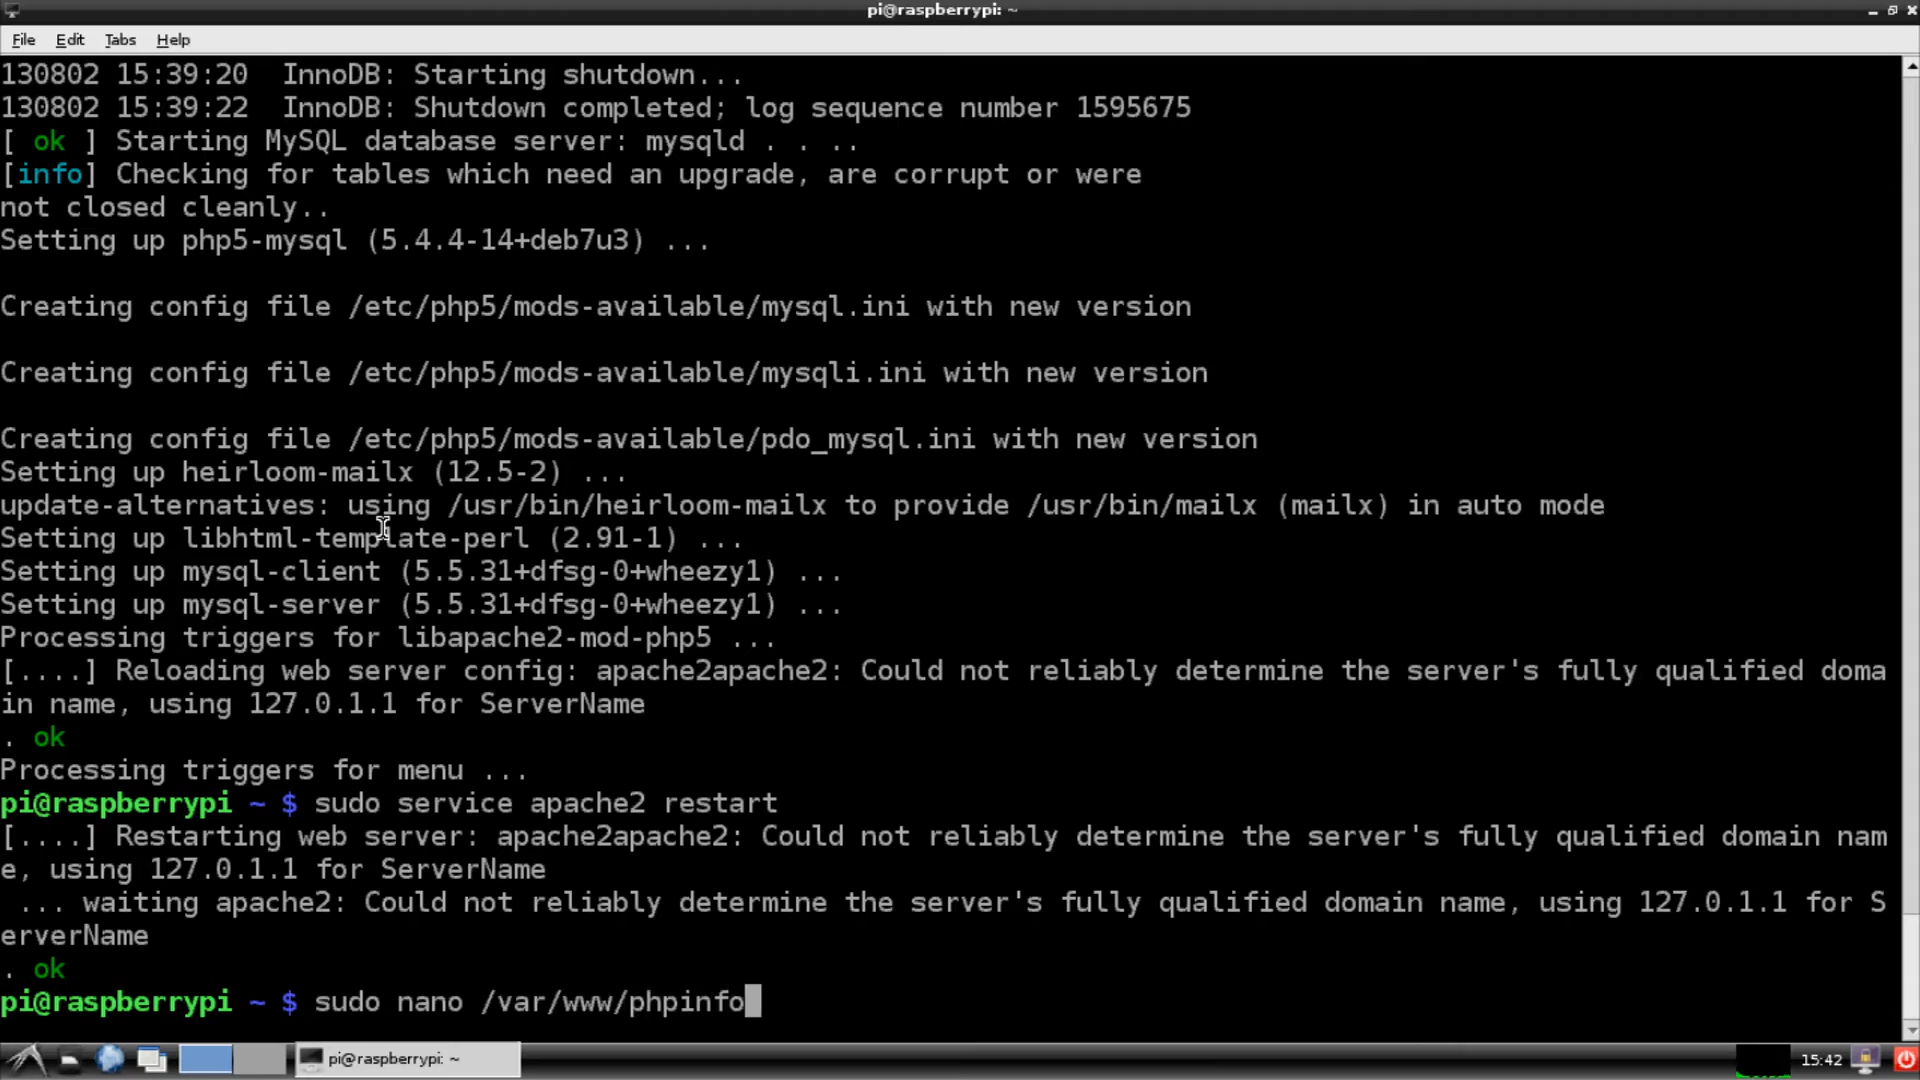 pi@raspberrypi: ~
File Edit Tabs Help
130802 15:39:20  InnoDB: Starting shutdown...
130802 15:39:22  InnoDB: Shutdown completed; log sequence number 1595675
[ ok ] Starting MySQL database server: mysqld . . ..
[info] Checking for tables which need an upgrade, are corrupt or were
not closed cleanly..
Setting up php5-mysql (5.4.4-14+deb7u3) ...
Creating config file /etc/php5/mods-available/mysql.ini with new version
Creating config file /etc/php5/mods-available/mysqli.ini with new version
Creating config file /etc/php5/mods-available/pdo_mysql.ini with new version
Setting up heirloom-mailx (12.5-2) ...
update-alternatives: using /usr/bin/heirloom-mailx to provide /usr/bin/mailx (mailx) in auto mode
Setting up libhtml-template-perl (2.91-1) ...
Setting up mysql-client (5.5.31+dfsg-0+wheezy1) ...
Setting up mysql-server (5.5.31+dfsg-0+wheezy1) ...
Processing triggers for libapache2-mod-php5 ...
[....] Reloading web server config: apache2apache2: Could not reliably determine the server's fully qualified doma
in name, using 127.0.1.1 for ServerName
. ok
Processing triggers for menu ...
pi@raspberrypi ~ $ sudo service apache2 restart
[....] Restarting web server: apache2apache2: Could not reliably determine the server's fully qualified domain nam
e, using 127.0.1.1 for ServerName
 ... waiting apache2: Could not reliably determine the server's fully qualified domain name, using 127.0.1.1 for S
erverName
. ok
pi@raspberrypi ~ $ sudo nano /var/www/phpinfo
pi@raspberrypi: ~
15:42